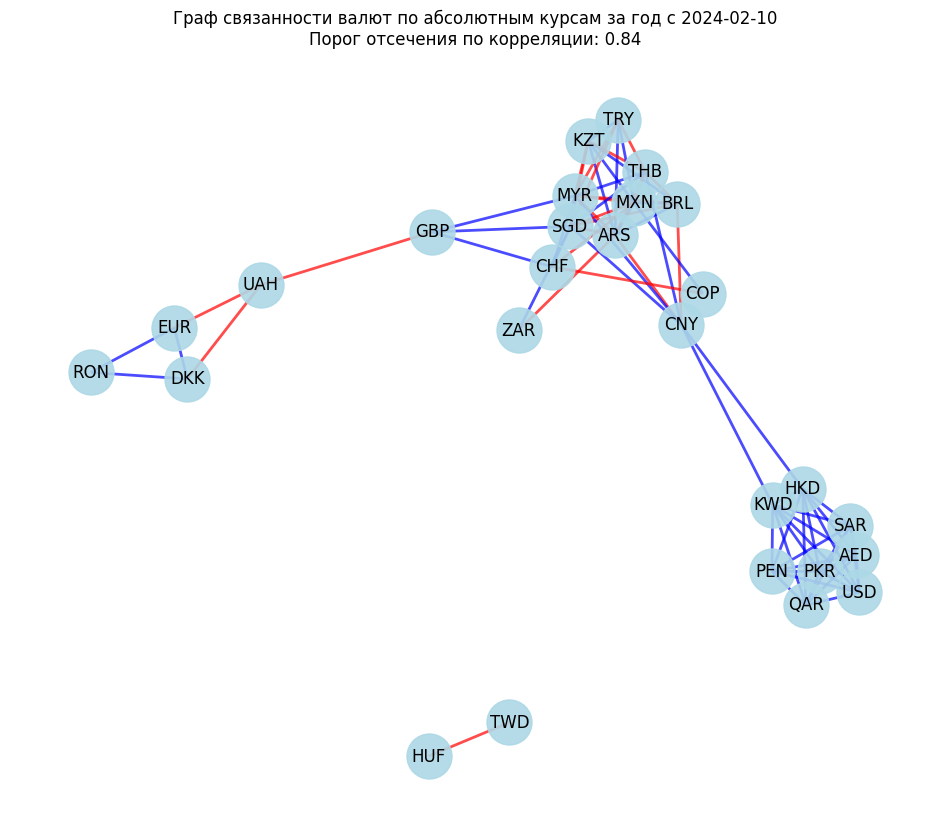 Граф связанности валют по абсолютным курсам за год с 2024-02-10
Порог отсечения по корреляции: 0.84
TRY
KZT
THB
MYR
MXN
BRL
SGD
ARS
GBP
CHF
UAH
COP
CNY
EUR
ZAR
RON
DKK
HKD
KWD
SAR
AED
PEN
PKR
USD
QAR
TWD
HUF